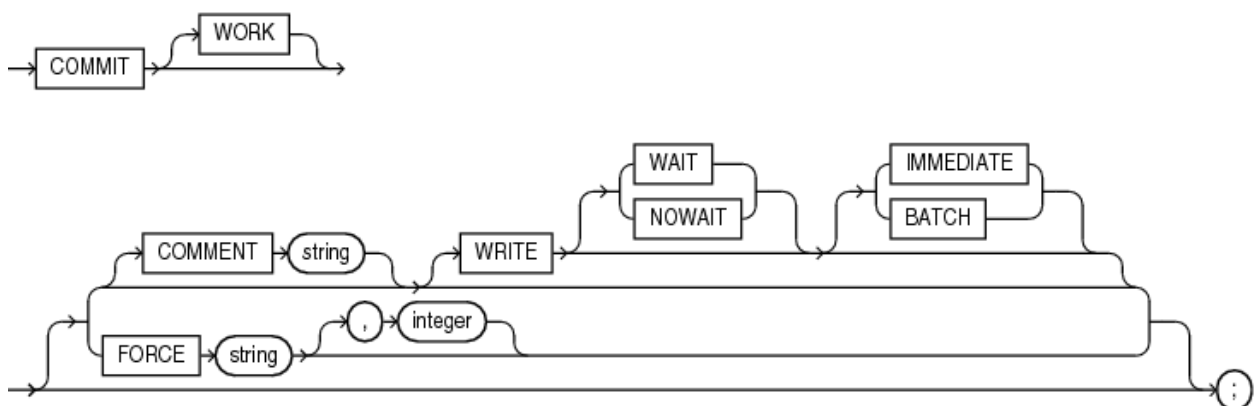 WORK
COMMIT
WAIT
IMMEDIATE
NOWAIT
BATCH
COMMENT string
WRITE
, integer
FORCE string
;